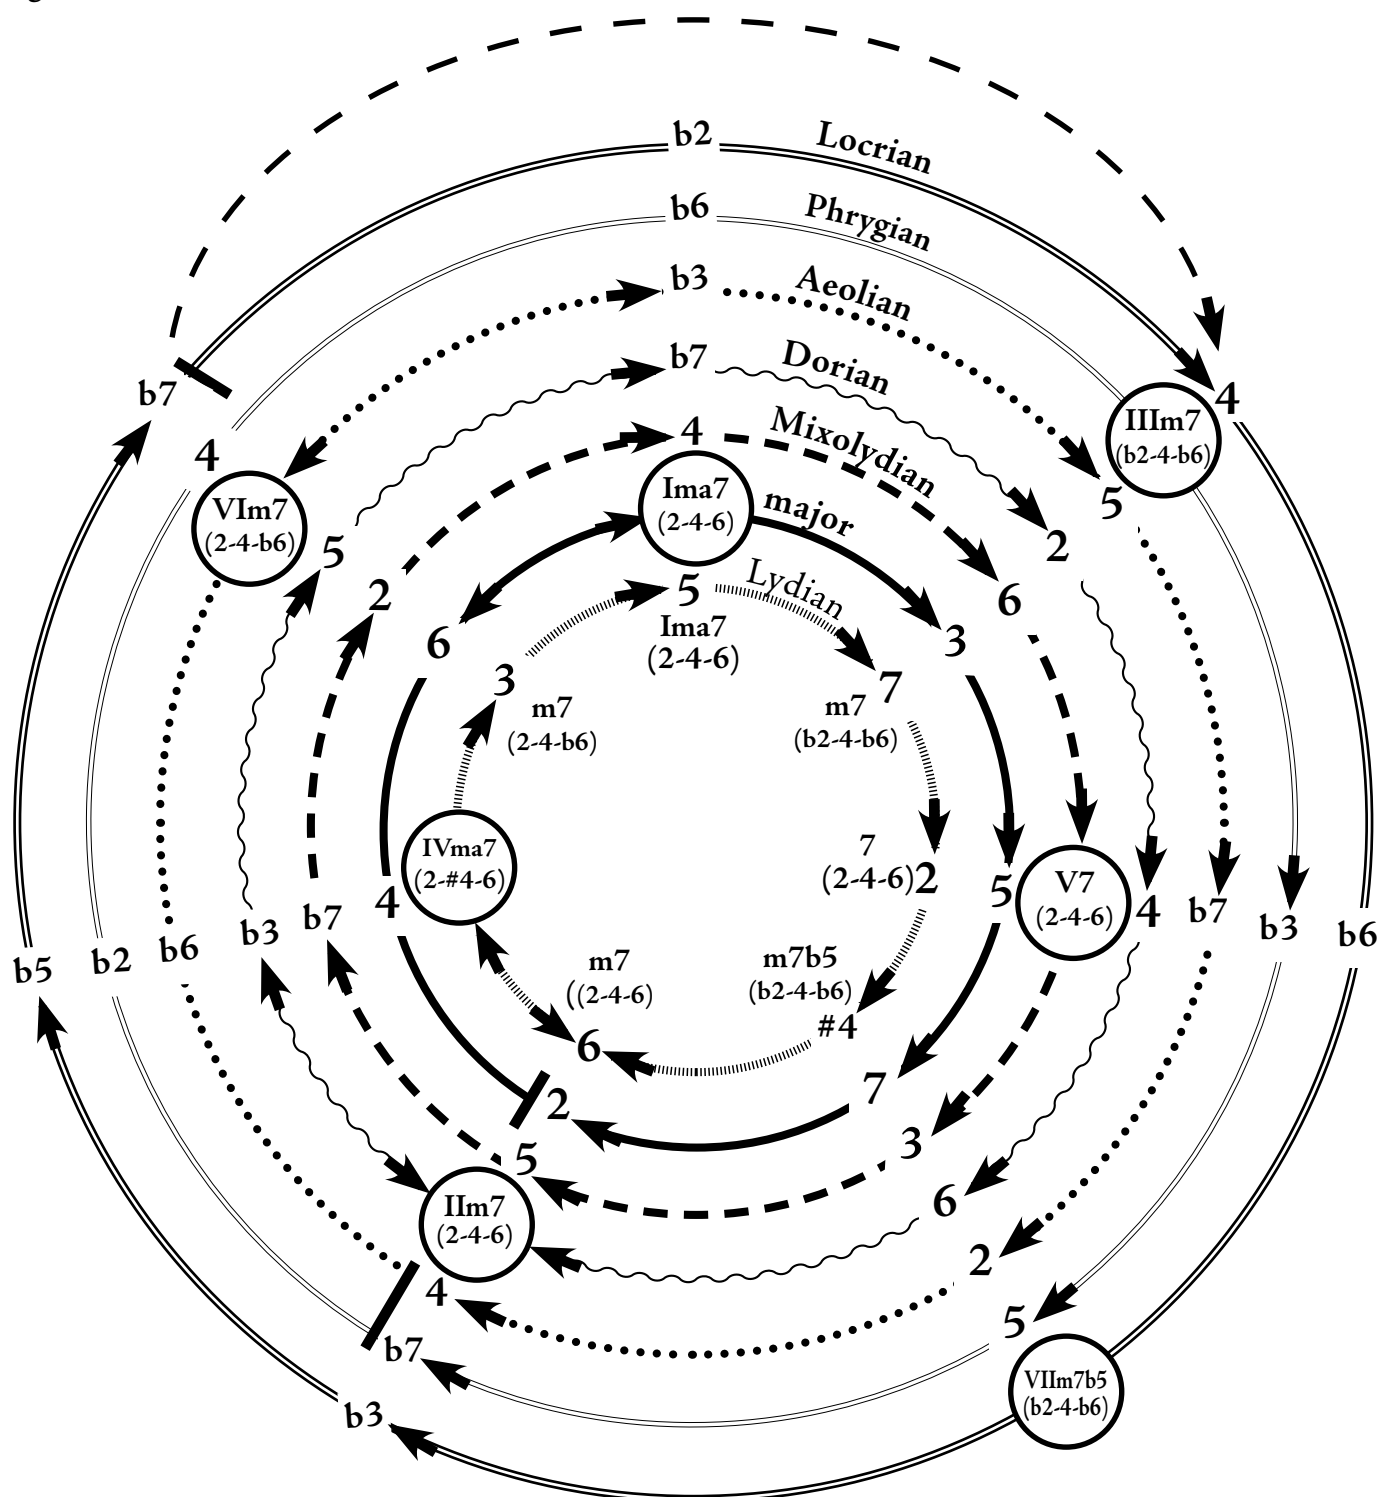 b2
Locrian
b6
Phrygian
b3
Aeolian
b7
Dorian
4
Mixolydian
b7
4
IIIm7
(b2-4-b6)
4
VIm7
(2-4-b6)
Ima7
(2-4-6)
major
5
5
2
2
5
Lydian
6
Ima7
(2-4-6)
6
3
3
7
m7
(2-4-b6)
m7
(b2-4-b6)
IVma7
(2-#4-6)
7
(2-4-6)
2
5
V7
(2-4-6)
4
b7
b3
b6
b5
b2
b6
b3
b7
4
m7
((2-4-6)
m7b5
(b2-4-b6)
#4
6
2
7
5
3
IIm7
(2-4-6)
6
4
2
b7
5
VIIm7b5
(b2-4-b6)
b3